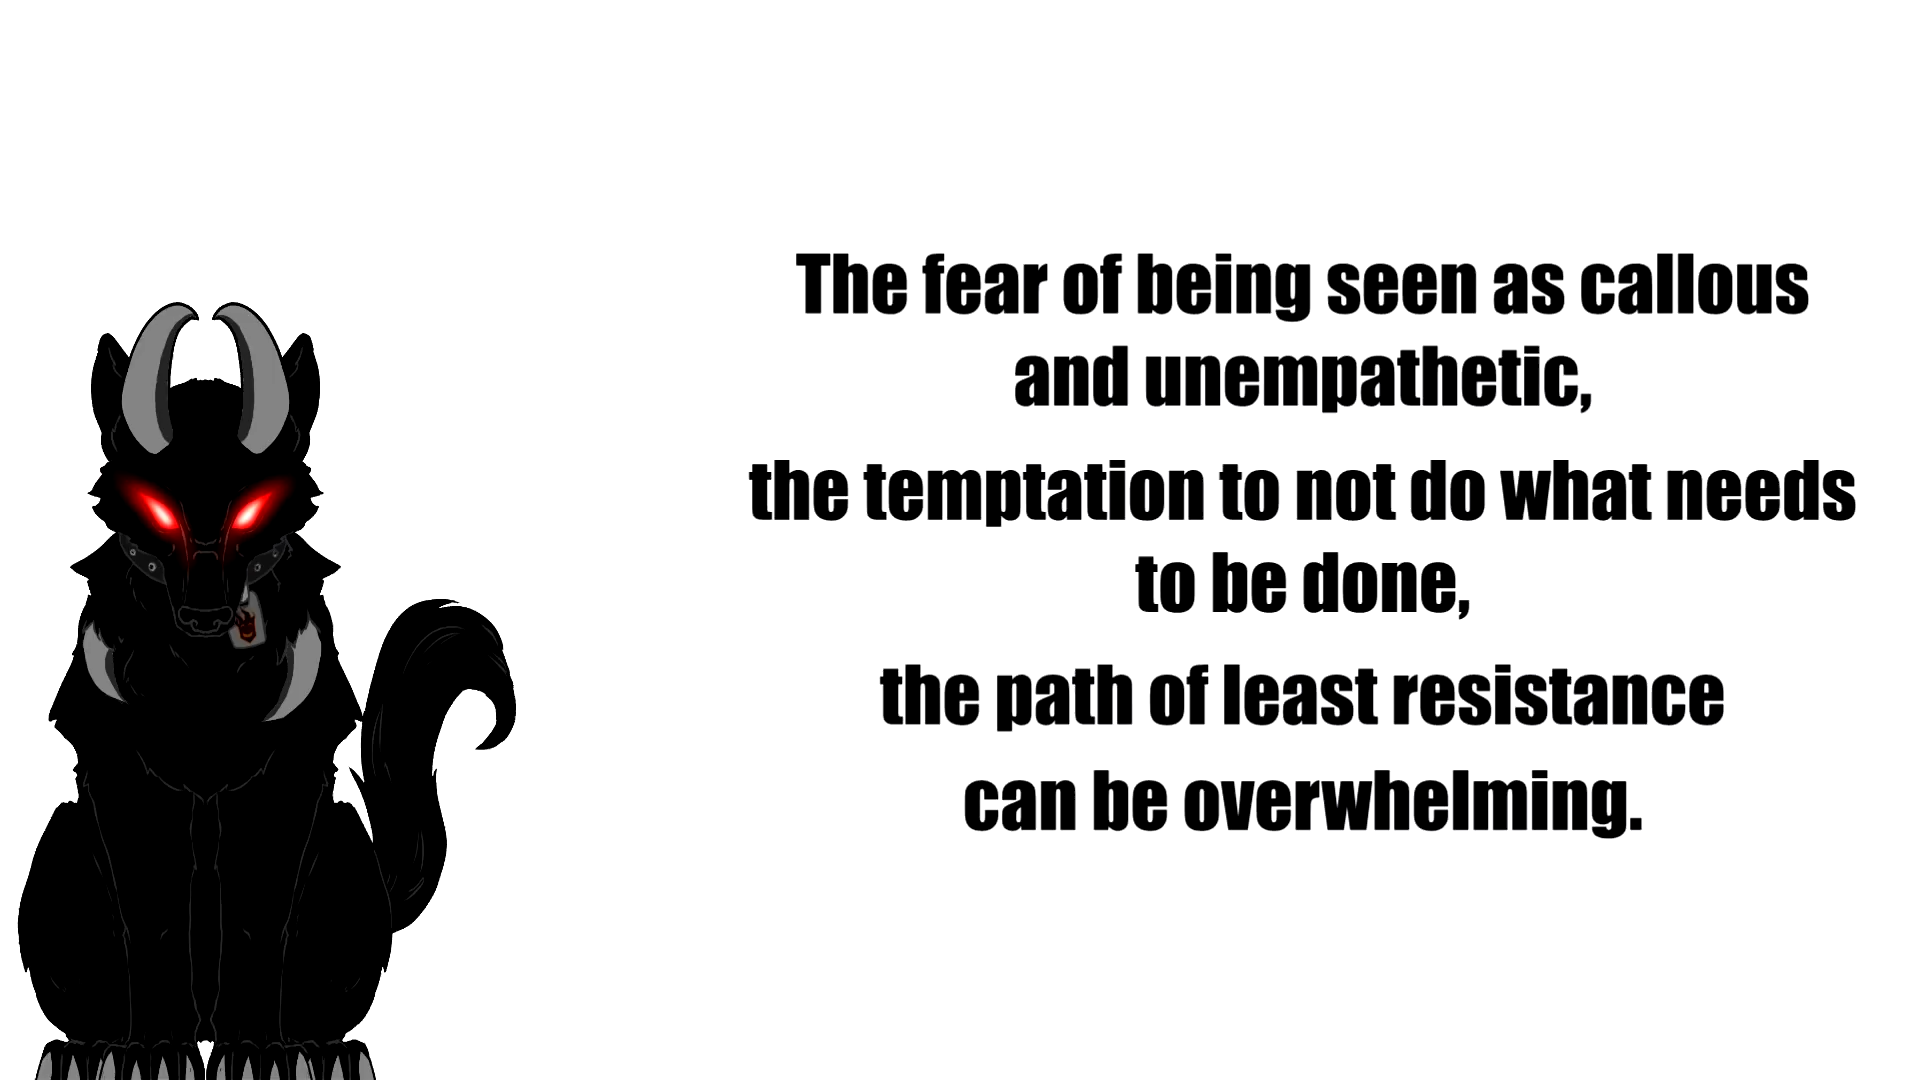 The fear of being seen as callous
and unempathetic,
the temptation to not do what needs
to be done,
the path of least resistance
can be overwhelming.